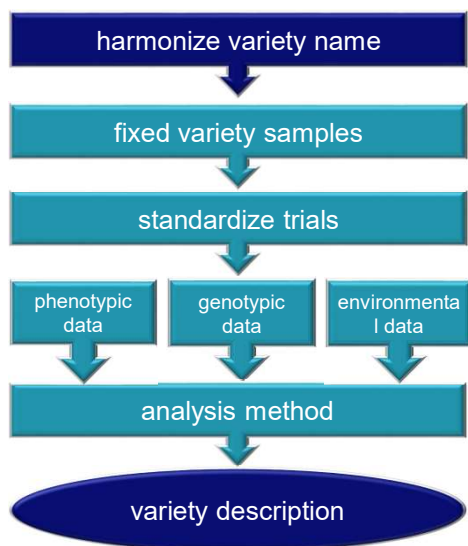 harmonize variety name
fixed variety samples
standardize trials
phenotypic
data
genotypic
data
environmenta
l data
analysis method
variety description